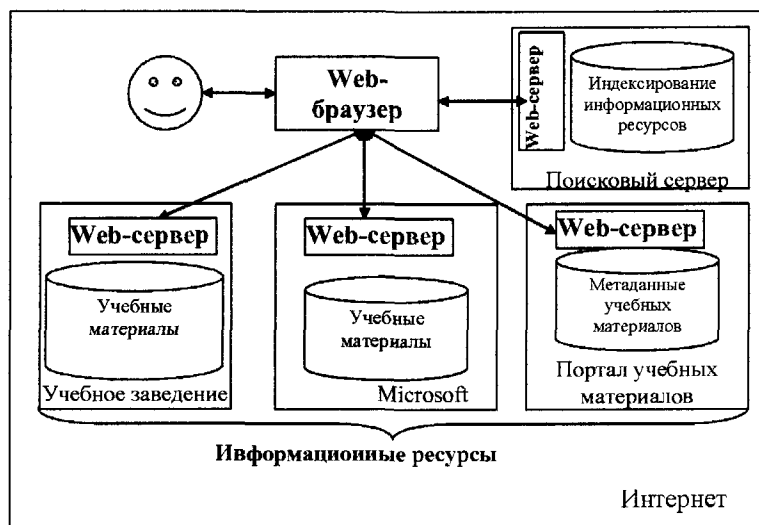 Web-
браузер
Web-сервер
Индексирование
информационных
ресурсов
Поисковый сервер
Web-сервер
Учебные
материалы
Учебное заведение
Web-сервер
Учебные
материалы
Microsoft
Web-сервер
Метаданные
учебных
материалов
Портал учебных
материалов
Ивформациоииые ресурсы
Интернет